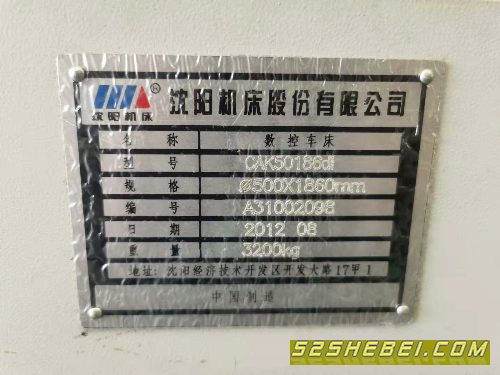 沈阳机床® 沈阳机床股份有限公司
名 称 数控车床
型 号 CAK50186di
规 格 Ø500X1860mm
编 号 A31002098
日 期 2012 08
重 量 3200kg
地址: 沈阳经济技术开发区开发大路17甲1
中国制造
52SHEBEI.COM